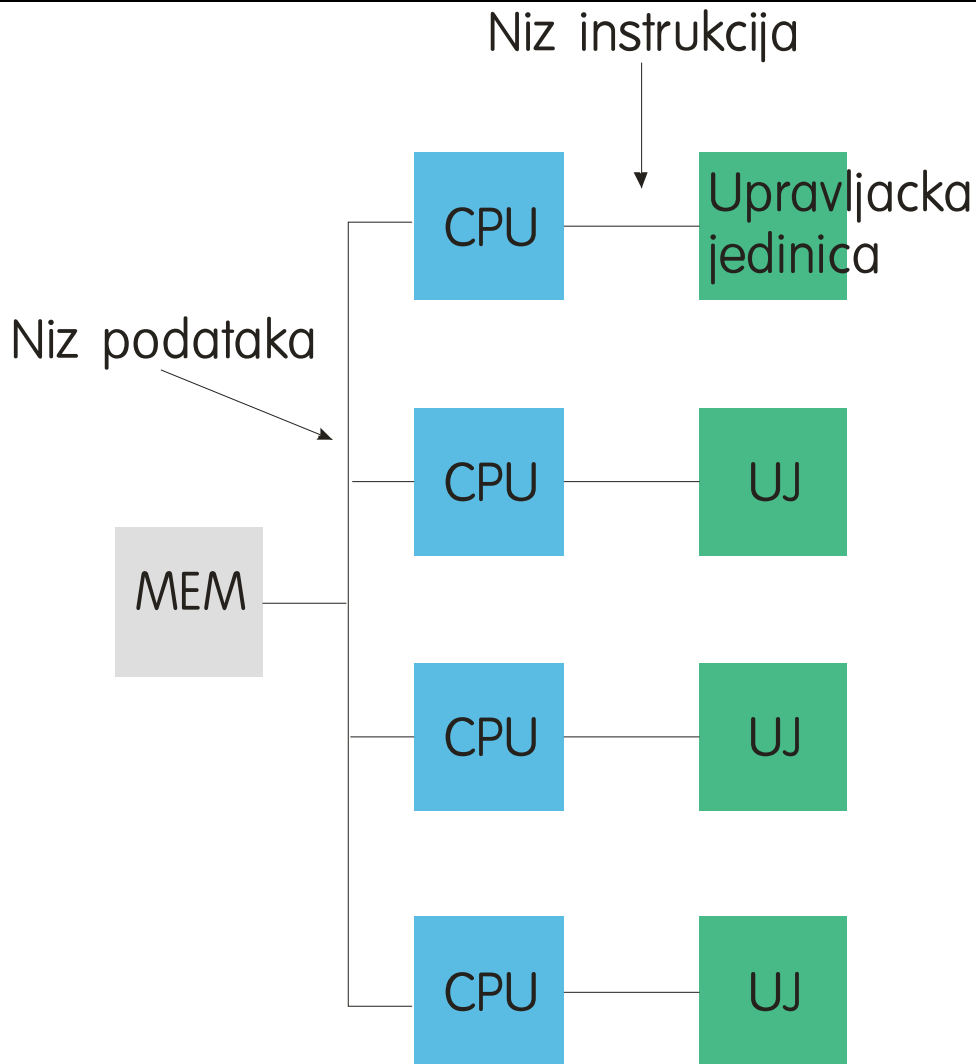 Niz instrukcija
CPU
Upravljacka
jedinica
Niz podataka
CPU
UJ
MEM
CPU
UJ
CPU
UJ